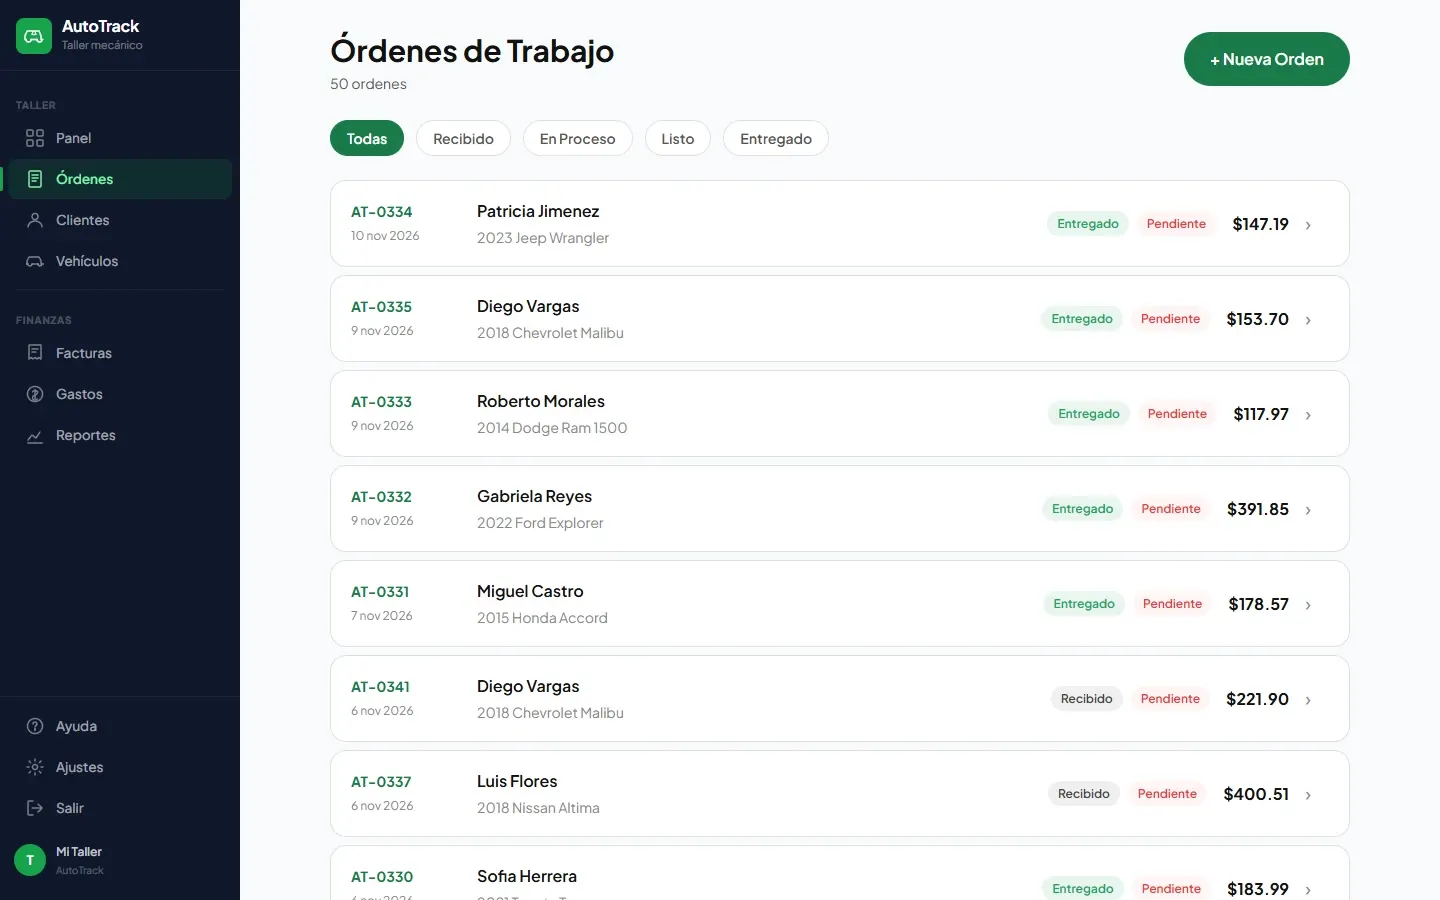 AutoTrack
Taller mecánico
TALLER
Panel
Órdenes
Clientes
Vehículos
FINANZAS
Facturas
Gastos
Reportes
Ayuda
Ajustes
Salir
T
Mi Taller
AutoTrack
Órdenes de Trabajo
50 ordenes
+ Nueva Orden
Todas Recibido En Proceso Listo Entregado
AT-0334 Patricia Jimenez Entregado Pendiente $147.19 ›
10 nov 2026 2023 Jeep Wrangler
AT-0335 Diego Vargas Entregado Pendiente $153.70 ›
9 nov 2026 2018 Chevrolet Malibu
AT-0333 Roberto Morales Entregado Pendiente $117.97 ›
9 nov 2026 2014 Dodge Ram 1500
AT-0332 Gabriela Reyes Entregado Pendiente $391.85 ›
9 nov 2026 2022 Ford Explorer
AT-0331 Miguel Castro Entregado Pendiente $178.57 ›
7 nov 2026 2015 Honda Accord
AT-0341 Diego Vargas Recibido Pendiente $221.90 ›
6 nov 2026 2018 Chevrolet Malibu
AT-0337 Luis Flores Recibido Pendiente $400.51 ›
6 nov 2026 2018 Nissan Altima
AT-0330 Sofia Herrera Entregado Pendiente $183.99 ›